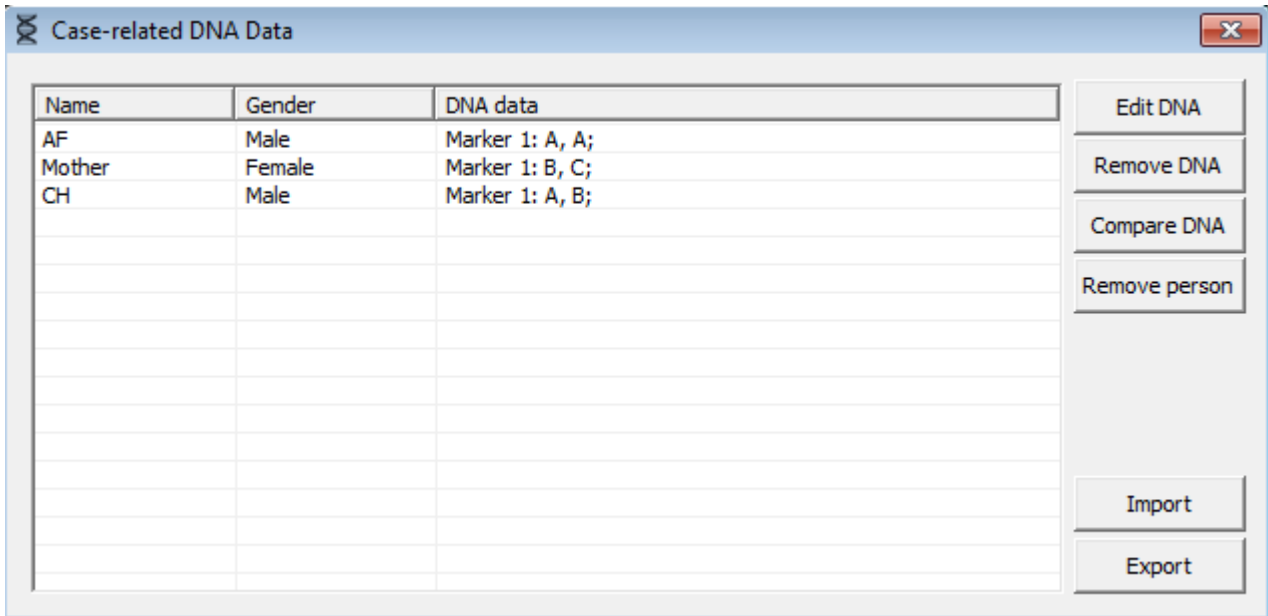 Case-related DNA Data
Name Gender DNA data
AF Male Marker 1: A, A;
Mother Female Marker 1: B, C;
CH Male Marker 1: A, B;
Edit DNA
Remove DNA
Compare DNA
Remove person
Import
Export